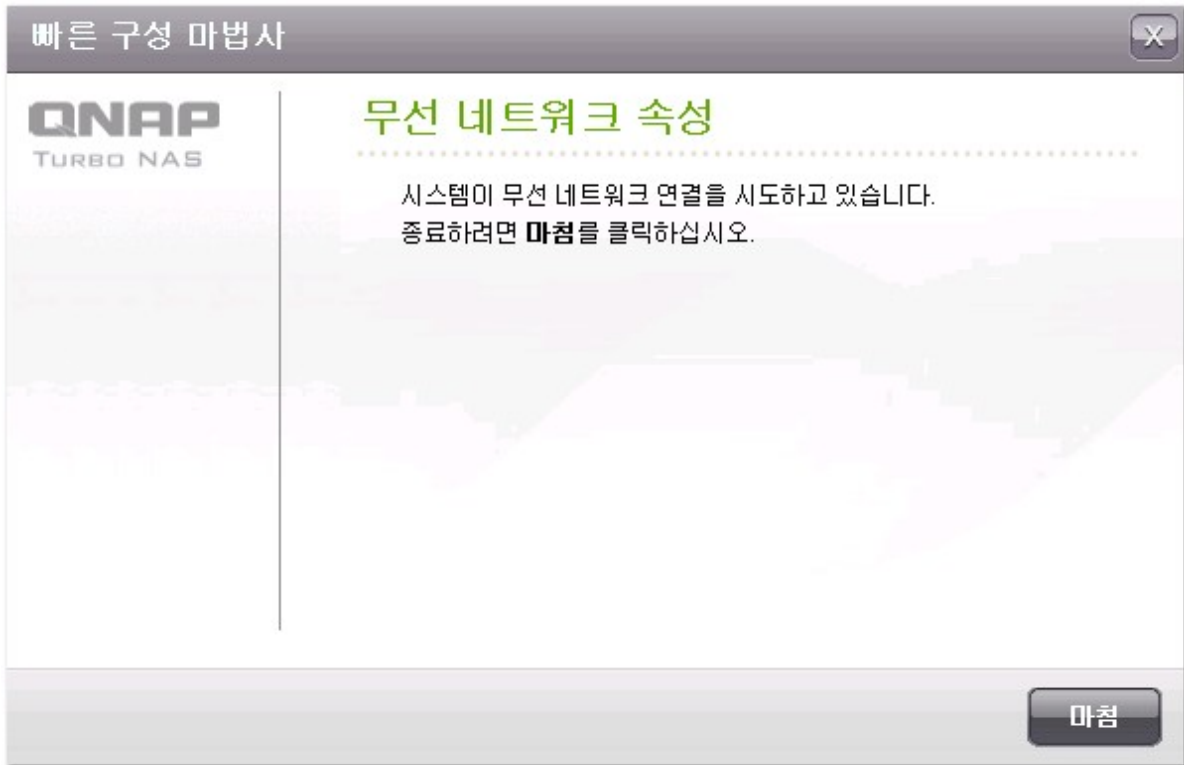 빠른 구성 마법사
X
QNAP
TURBO NAS
무선 네트워크 속성
시스템이 무선 네트워크 연결을 시도하고 있습니다.
종료하려면 마침를 클릭하십시오.
마침